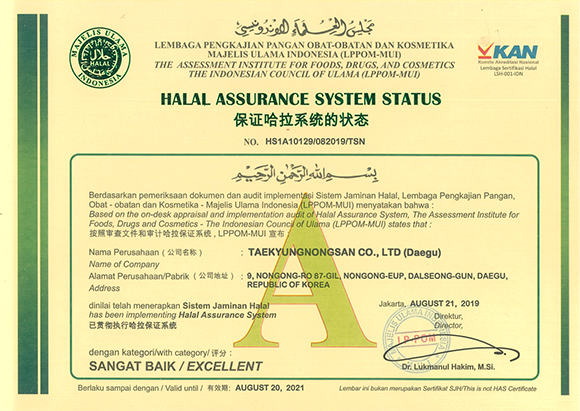 مجلس العلماء الاندونيسي
LEMBAGA PENGKAJIAN PANGAN OBAT-OBATAN DAN KOSMETIKA
MAJELIS ULAMA INDONESIA (LPPOM-MUI)
THE ASSESSMENT INSTITUTE FOR FOODS, DRUGS, AND COSMETICS
THE INDONESIAN COUNCIL OF ULAMA (LPPOM-MUI)
MAJELIS ULAMA
حلال
HALAL
INDONESIA
KAN
Komite Akreditasi Nasional
Lembaga Sertifikasi Halal
LSH-001-IDN
HALAL ASSURANCE SYSTEM STATUS
保证哈拉系统的状态
NO. HS1A10129/082019/TSN
بسم الله الرحمن الرحيم
Berdasarkan pemeriksaan dokumen dan audit implementasi Sistem Jaminan Halal, Lembaga Pengkajian Pangan,
Obat - obatan dan Kosmetika - Majelis Ulama Indonesia (LPPOM-MUI) menyatakan bahwa :
Based on the on-desk appraisal and implementation audit of Halal Assurance System, The Assessment Institute for
Foods, Drugs and Cosmetics - The Indonesian Council of Ulama (LPPOM-MUI) states that :
按照审查文件和审计哈拉保证系统 , LPPOM-MUI 宣布 :
Nama Perusahaan (公司名称) : TAEKYUNGNONGSAN CO., LTD (Daegu)
Name of Company
Alamat Perusahaan/Pabrik (公司地址) : 9, NONGONG-RO 87-GIL, NONGONG-EUP, DALSEONG-GUN, DAEGU,
Address REPUBLIC OF KOREA
A
dinilai telah menerapkan Sistem Jaminan Halal
has been implementing Halal Assurance System
已贯彻执行哈拉保证系统
Jakarta, AUGUST 21, 2019
Direktur,
Director,
MAJELIS ULAMA INDONESIA
LP.POM
Dr. Lukmanul Hakim, M.Si.
dengan kategori/with category/ 评分 :
SANGAT BAIK / EXCELLENT
Berlaku sampai dengan / Valid until / 有效期: AUGUST 20, 2021
Lembar ini bukan merupakan Sertifikat SJH/This is not HAS Certificate